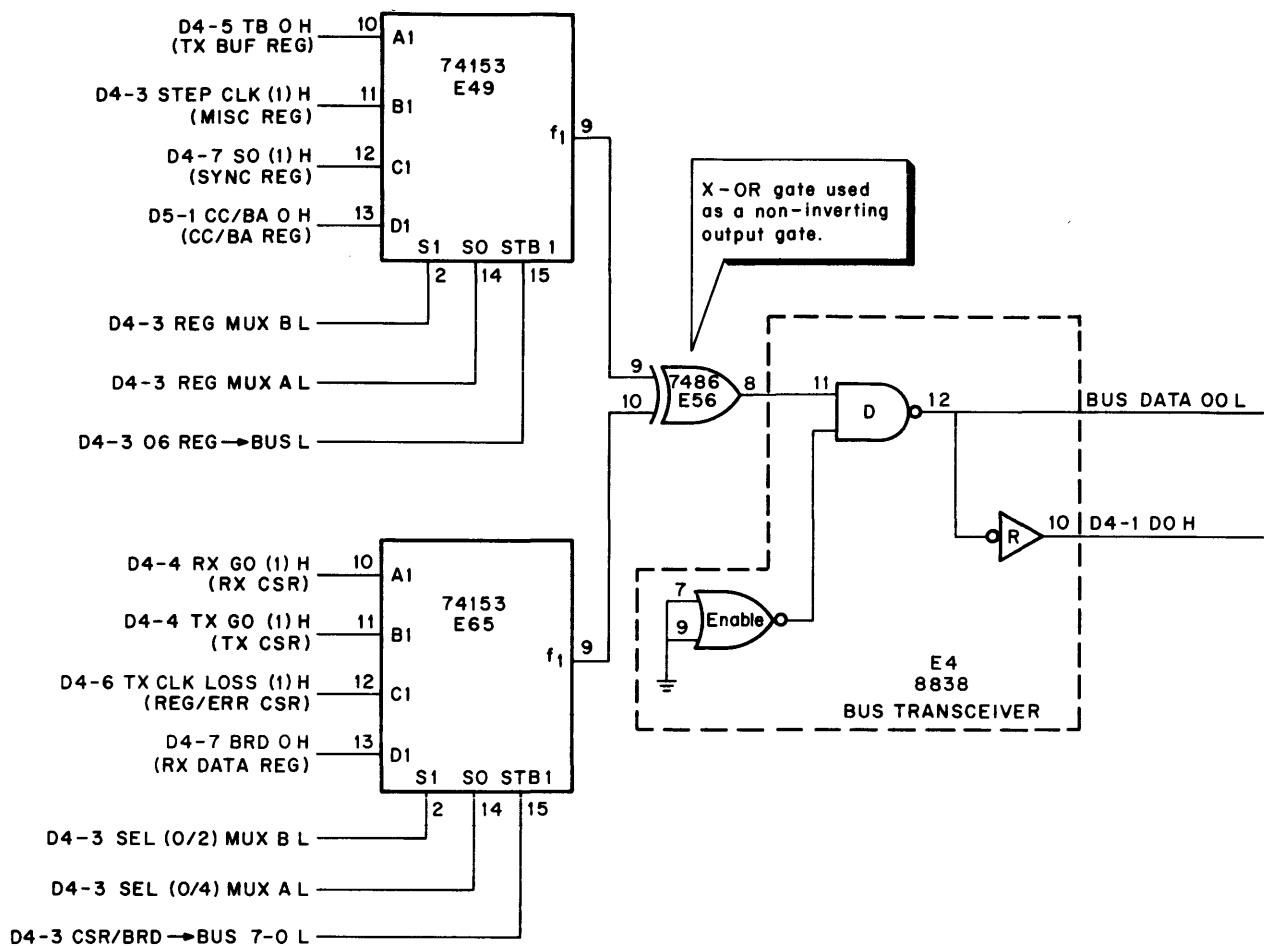 D4-5 TB 0 H
(TX BUF REG)
10
A1
74153
E49
D4-3 STEP CLK (1) H
(MISC REG)
11
B1
f1
9
D4-7 SO (1) H
(SYNC REG)
12
C1
D5-1 CC/BA 0 H
(CC/BA REG)
13
D1
S1
S0
STB 1
2
14
15
D4-3 REG MUX B L
D4-3 REG MUX A L
D4-3 06 REG→BUS L
X-OR gate used
as a non-inverting
output gate.
9
10
7486
E56
8
11
D
12
BUS DATA 00 L
R
10
D4-1 D0 H
7
9
Enable
E4
8838
BUS TRANSCEIVER
D4-4 RX GO (1) H
(RX CSR)
10
A1
74153
E65
D4-4 TX GO (1) H
(TX CSR)
11
B1
f1
9
D4-6 TX CLK LOSS (1) H
(REG/ERR CSR)
12
C1
D4-7 BRD 0 H
(RX DATA REG)
13
D1
S1
S0
STB 1
2
14
15
D4-3 SEL (0/2) MUX B L
D4-3 SEL (0/4) MUX A L
D4-3 CSR/BRD→BUS 7-0 L